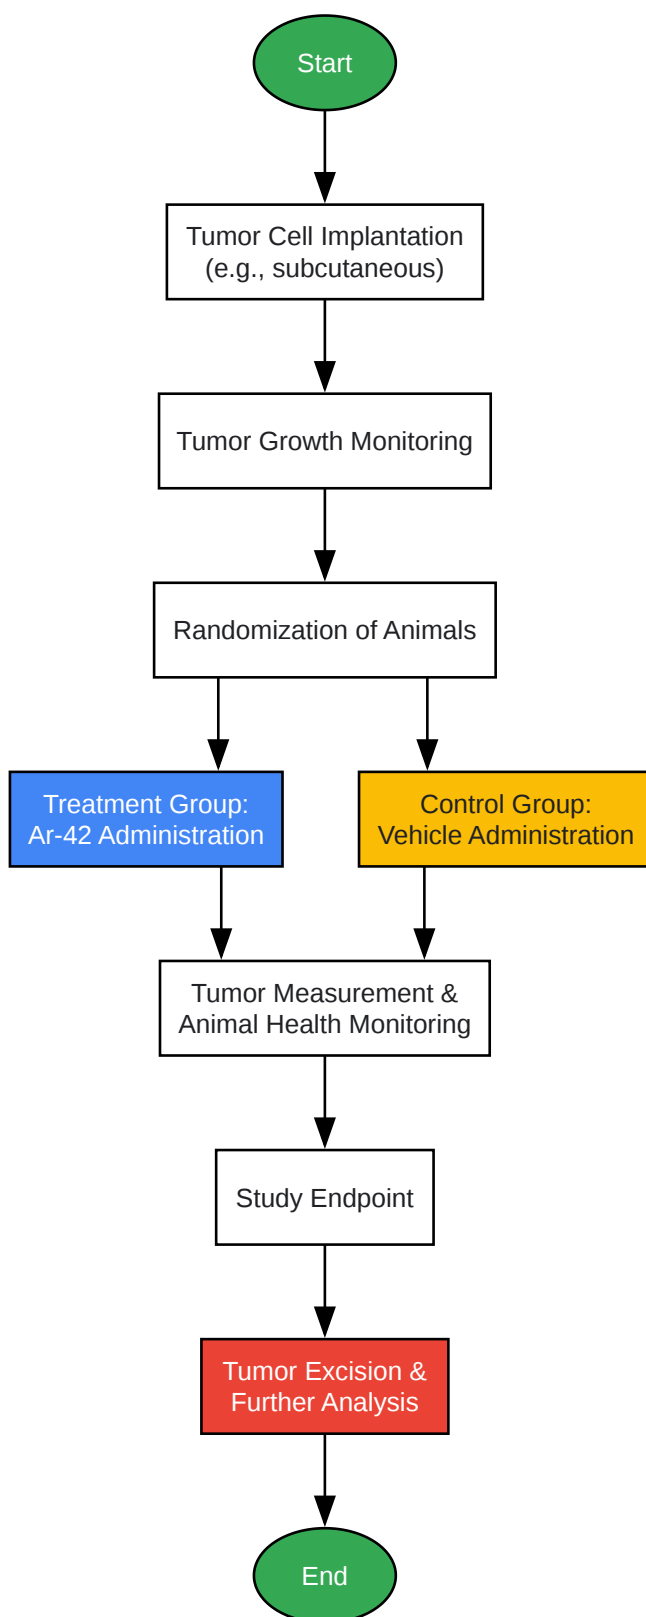 Start
Tumor Cell Implantation
(e.g., subcutaneous)
Tumor Growth Monitoring
Randomization of Animals
Treatment Group:
Ar-42 Administration
Control Group:
Vehicle Administration
Tumor Measurement &
Animal Health Monitoring
Study Endpoint
Tumor Excision &
Further Analysis
End